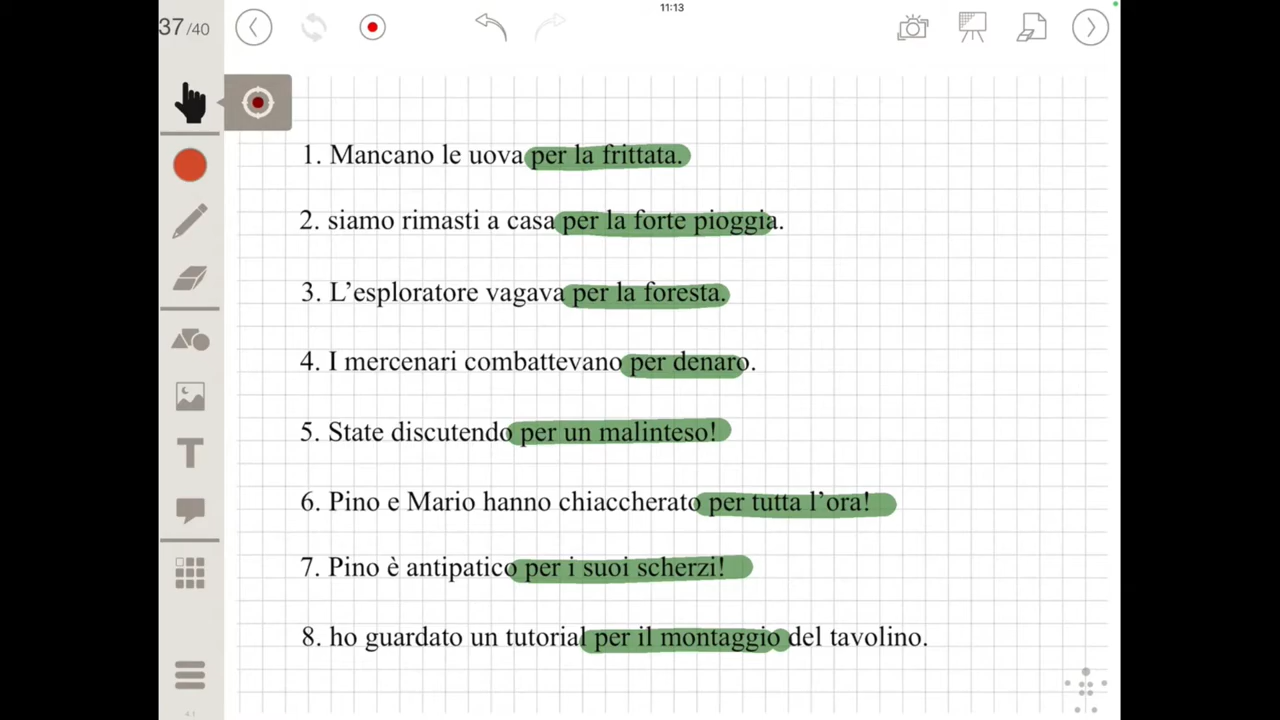 11:13
37/40
1. Mancano le uova per la frittata.
2. siamo rimasti a casa per la forte pioggia.
3. L’esploratore vagava per la foresta.
4. I mercenari combattevano per denaro.
5. State discutendo per un malinteso!
6. Pino e Mario hanno chiaccherato per tutta l’ora!
7. Pino è antipatico per i suoi scherzi!
8. ho guardato un tutorial per il montaggio del tavolino.
T
4.1